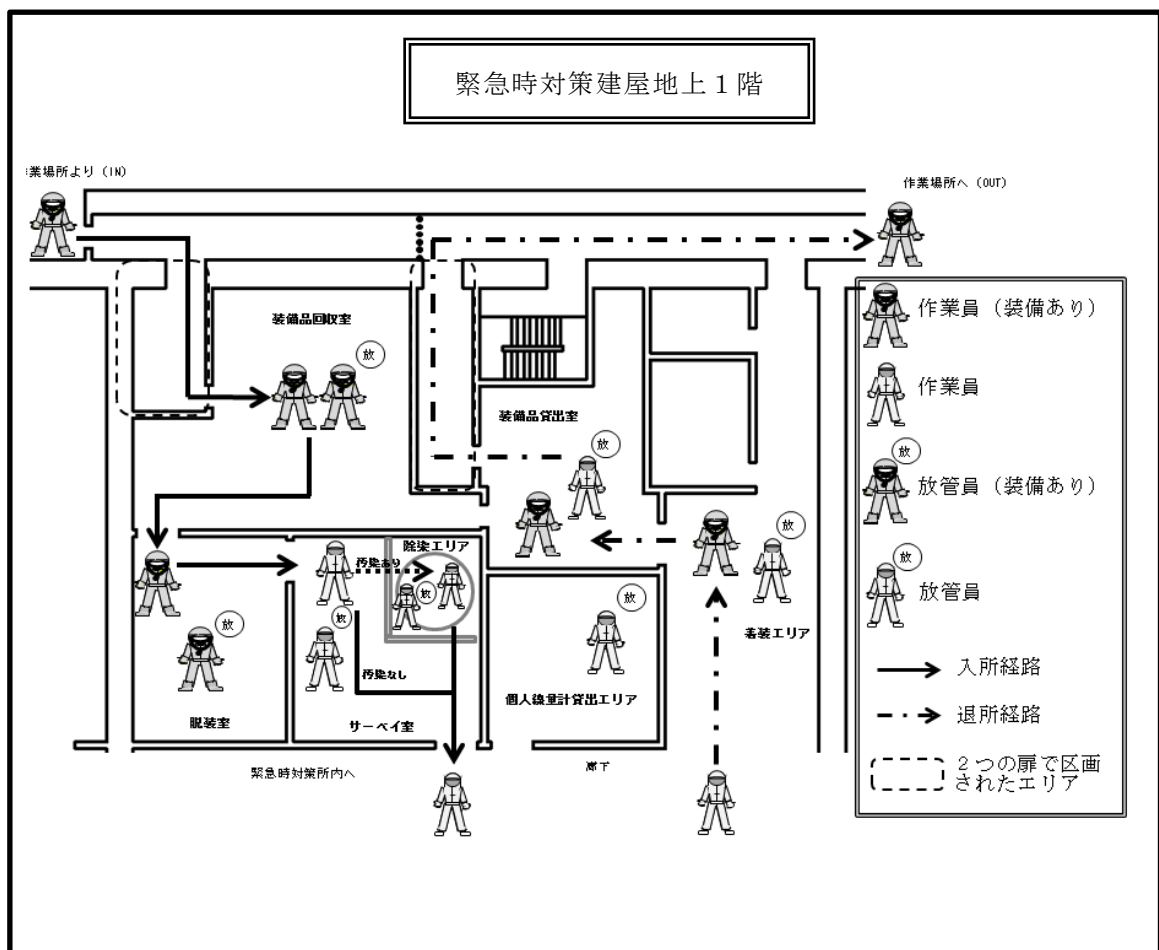 緊急時対策建屋地上１階
業場所より（IN）
作業場所へ（OUT）
装備品回収室
放
装備品貸出室
放
除染エリア
汚染あり
放
放
放
放
放
着装エリア
汚染なし
個人線量計貸出エリア
脱装室
サーベイ室
緊急時対策所内へ
廊下
作業員（装備あり）
作業員
放
放管員（装備あり）
放
放管員
入所経路
退所経路
２つの扉で区画
されたエリア